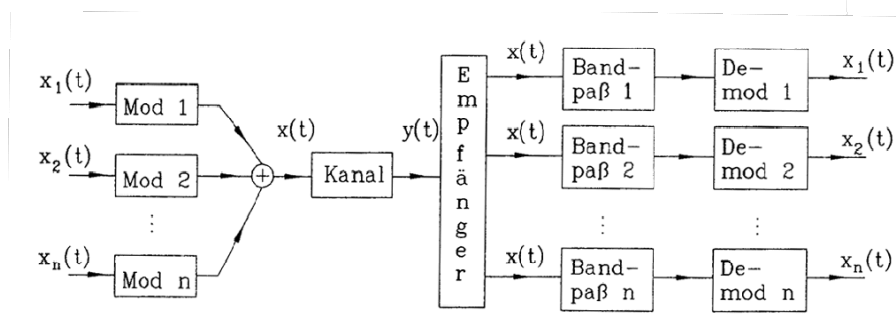 x₁(t)
Mod 1
x₂(t)
Mod 2
⋮
xₙ(t)
Mod n
+
x(t)
Kanal
y(t)
Empfänger
x(t)
Band-
paß 1
De-
mod 1
x₁(t)
x(t)
Band-
paß 2
De-
mod 2
x₂(t)
⋮
⋮
x(t)
Band-
paß n
De-
mod n
xₙ(t)